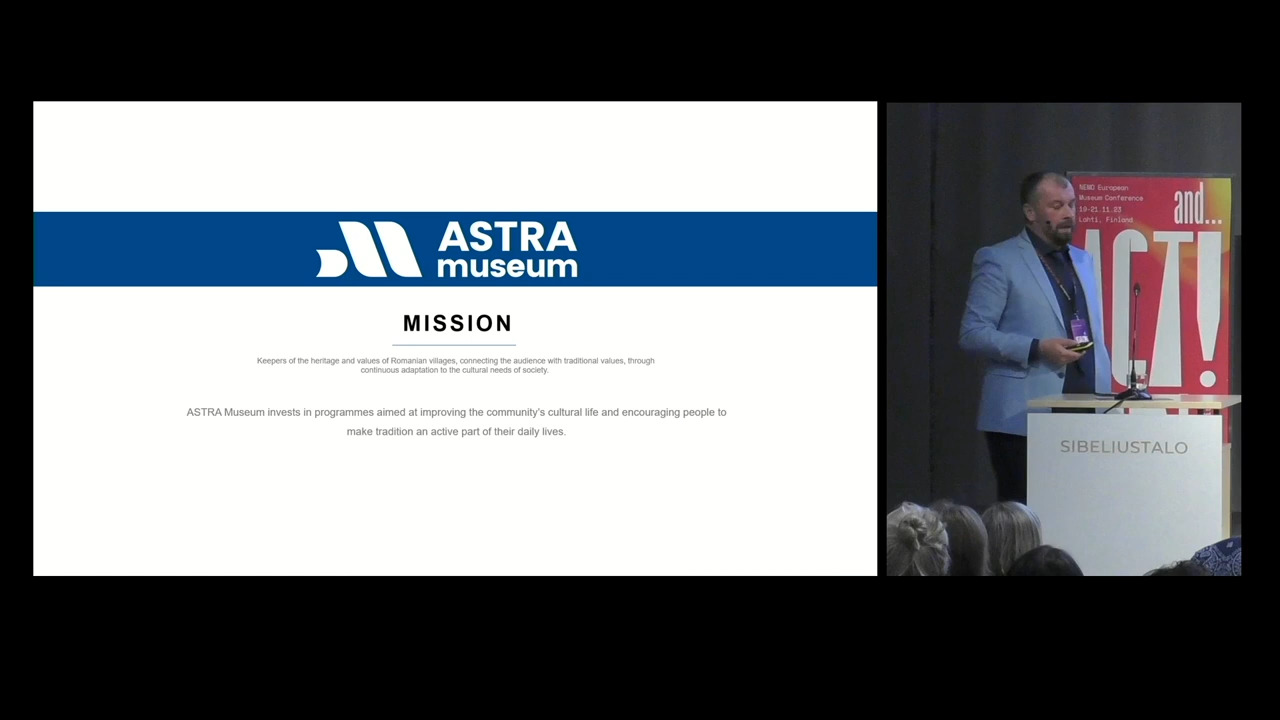 ASTRA
museum
MISSION
Keepers of the heritage and values of Romanian villages, connecting the audience with traditional values, through
continuous adaptation to the cultural needs of society.
ASTRA Museum invests in programmes aimed at improving the community's cultural life and encouraging people to
make tradition an active part of their daily lives.
NEMO European
Museum Conference
19-21.11.23
Lahti, Finland
and...
ACT!
SIBELIUSTALO